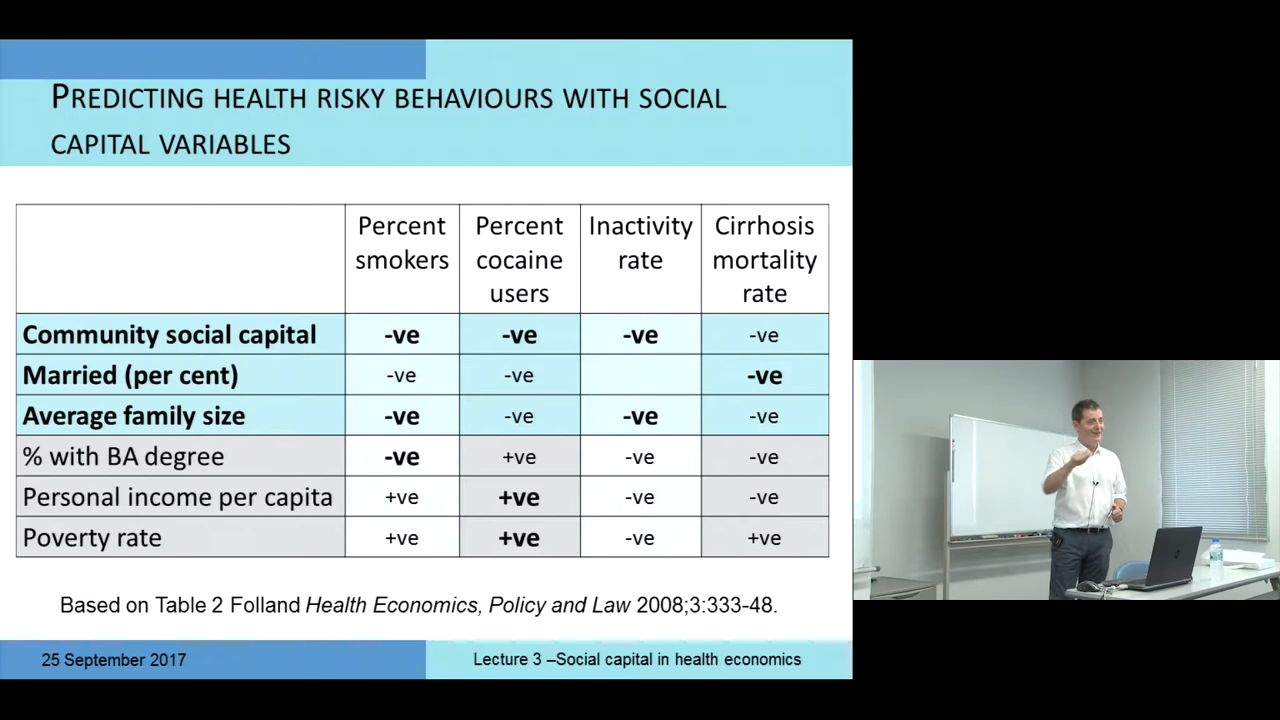 PREDICTING HEALTH RISKY BEHAVIOURS WITH SOCIAL
CAPITAL VARIABLES
Percent smokers Percent cocaine users Inactivity rate Cirrhosis mortality rate
Community social capital -ve -ve -ve -ve
Married (per cent) -ve -ve -ve
Average family size -ve -ve -ve -ve
% with BA degree -ve +ve -ve -ve
Personal income per capita +ve +ve -ve -ve
Poverty rate +ve +ve -ve +ve
Based on Table 2 Folland Health Economics, Policy and Law 2008;3:333-48.
25 September 2017 Lecture 3 –Social capital in health economics